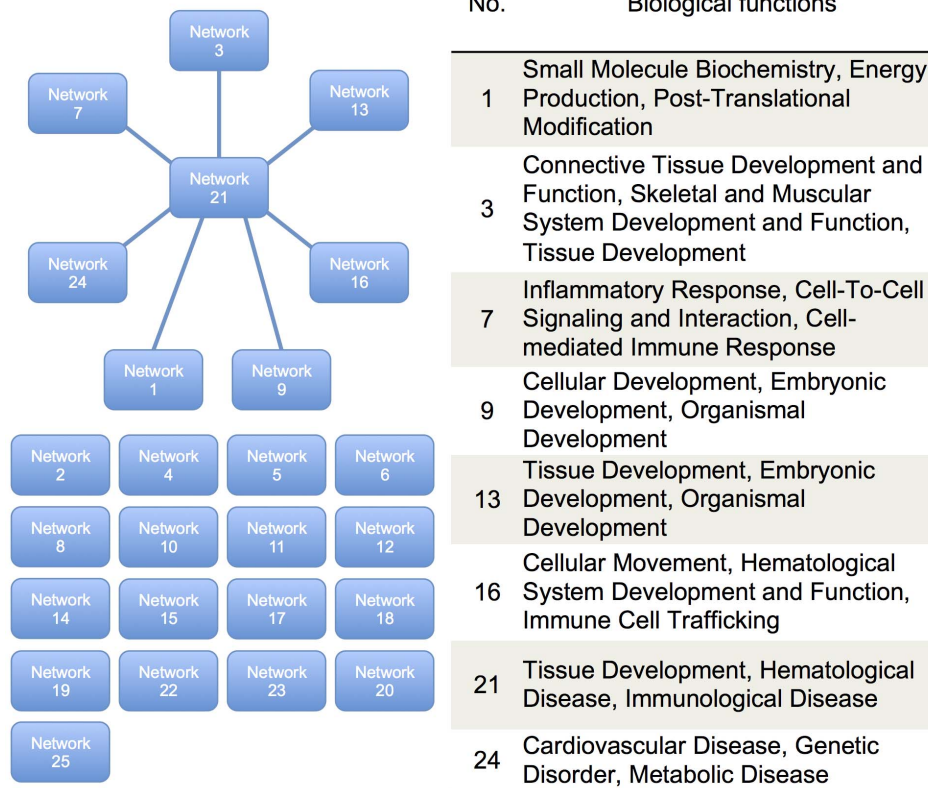 Network
3
Network
7
Network
13
Network
21
Network
24
Network
16
Network
1
Network
9
Network
2
Network
4
Network
5
Network
6
Network
8
Network
10
Network
11
Network
12
Network
14
Network
15
Network
17
Network
18
Network
19
Network
22
Network
23
Network
20
Network
25
No. Biological functions
Small Molecule Biochemistry, Energy
1 Production, Post-Translational
Modification
Connective Tissue Development and
Function, Skeletal and Muscular
3
System Development and Function,
Tissue Development
Inflammatory Response, Cell-To-Cell
7 Signaling and Interaction, Cell-
mediated Immune Response
Cellular Development, Embryonic
9 Development, Organismal
Development
Tissue Development, Embryonic
13 Development, Organismal
Development
Cellular Movement, Hematological
16 System Development and Function,
Immune Cell Trafficking
Tissue Development, Hematological
21
Disease, Immunological Disease
Cardiovascular Disease, Genetic
24
Disorder, Metabolic Disease